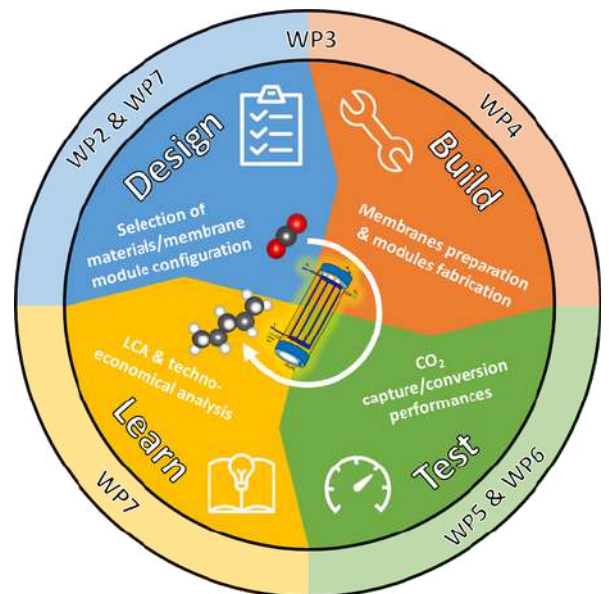 WP3
WP2 & WP7
WP4
Design
Selection of
materials/membrane
module configuration
Build
Membranes preparation
& modules fabrication
LCA & techno-
economical analysis
Learn
WP7
CO₂
capture/conversion
performances
Test
WP5 & WP6